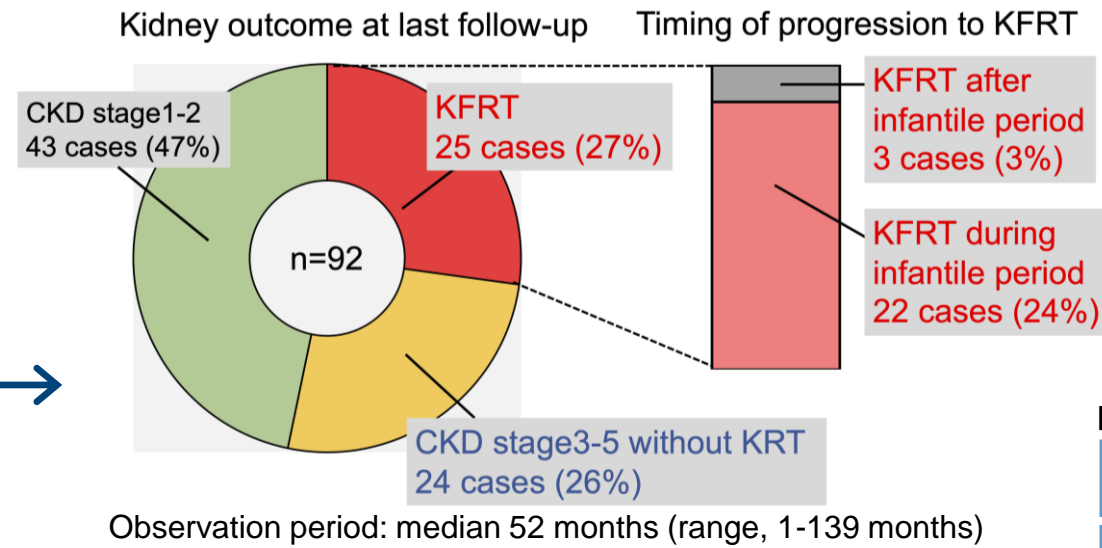 Kidney outcome at last follow-up
Timing of progression to KFRT
CKD stage1-2
43 cases (47%)
KFRT
25 cases (27%)
n=92
KFRT after
infantile period
3 cases (3%)
KFRT during
infantile period
22 cases (24%)
CKD stage3-5 without KRT
24 cases (26%)
Observation period: median 52 months (range, 1-139 months)